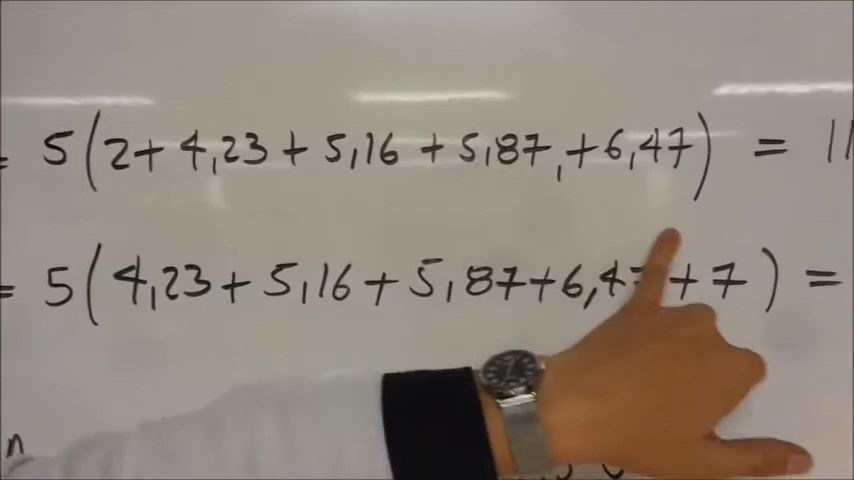 = 5(2+ 4,23 + 5,16 + 5,87,+6,47) = 11
= 5(4,23+ 5,16 + 5,87+6,47+7) =
n